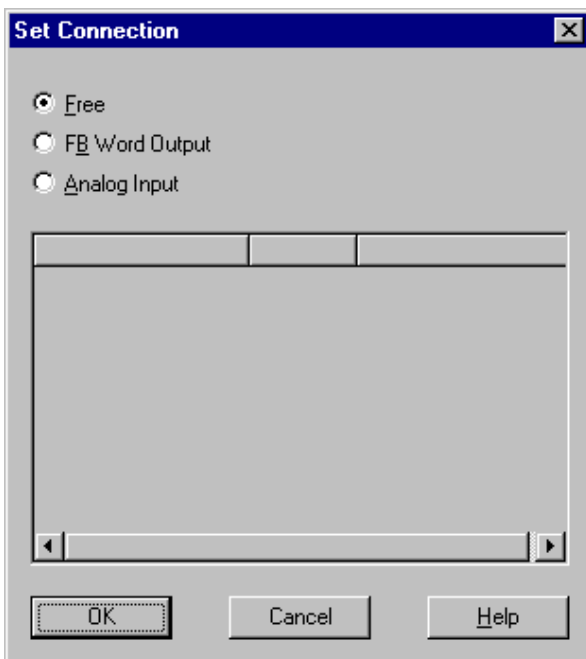 Set Connection
Free
FB Word Output
Analog Input
OK Cancel Help